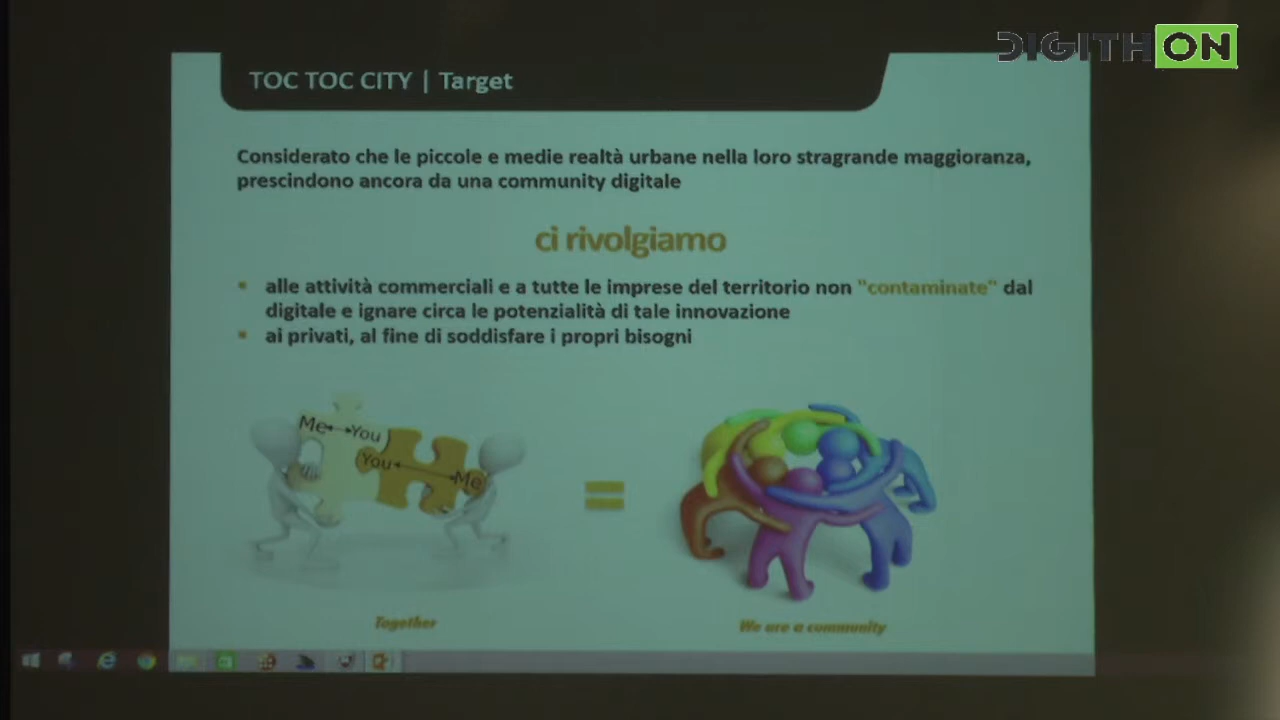 DIGITHON
TOC TOC CITY | Target
Considerato che le piccole e medie realtà urbane nella loro stragrande maggioranza,
prescindono ancora da una community digitale
ci rivolgiamo
alle attività commerciali e a tutte le imprese del territorio non "contaminate" dal
digitale e ignare circa le potenzialità di tale innovazione
ai privati, al fine di soddisfare i propri bisogni
Me You
You Me
=
Together
We are a community